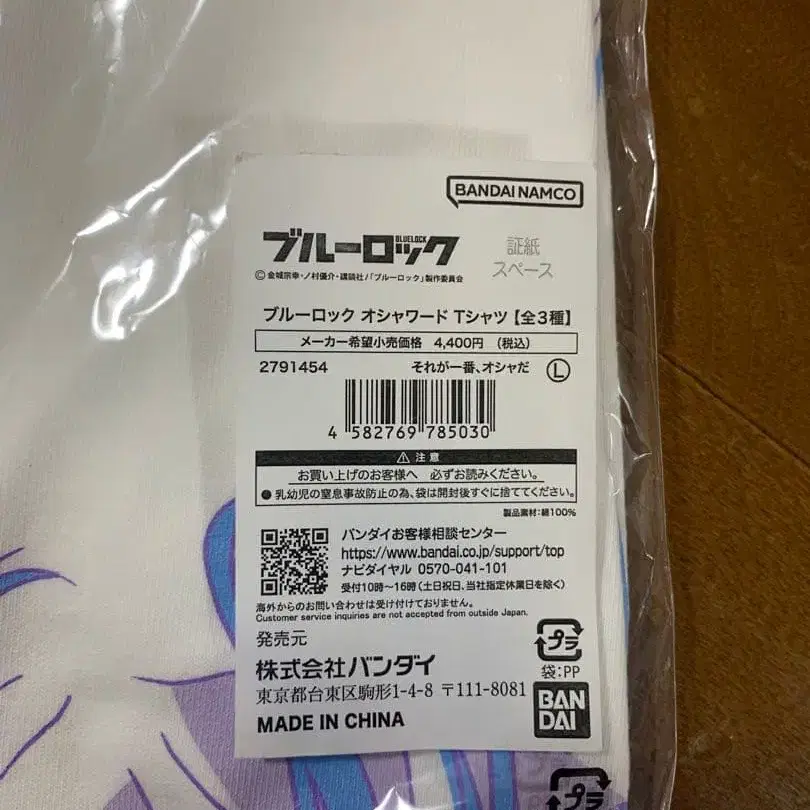 BANDAI NAMCO
ブルーロック
BLUELOCK
証紙
スペース
© 金城宗幸・ノ村優介・講談社/「ブルーロック」製作委員会
ブルーロック オシャワード Tシャツ【全3種】
メーカー希望小売価格 4,400円 (税込)
2791454 それが一番、オシャだ Ⓛ
4 582769 785030
⚠ 注意
お買い上げのお客様へ 必ずお読みください。
● 乳幼児の窒息事故防止の為、袋は開封後すぐに捨ててください。
製品素材:綿100%
バンダイお客様相談センター
https://www.bandai.co.jp/support/top
ナビダイヤル 0570-041-101
受付10時~16時(土日祝日、当社指定休業日を除く)
海外からのお問い合わせは受け付けておりません。
Customer service inquiries are not accepted from outside Japan.
発売元
株式会社バンダイ
東京都台東区駒形1-4-8 〒111-8081
MADE IN CHINA
プラ
袋:PP
BAN
DAI
プラ